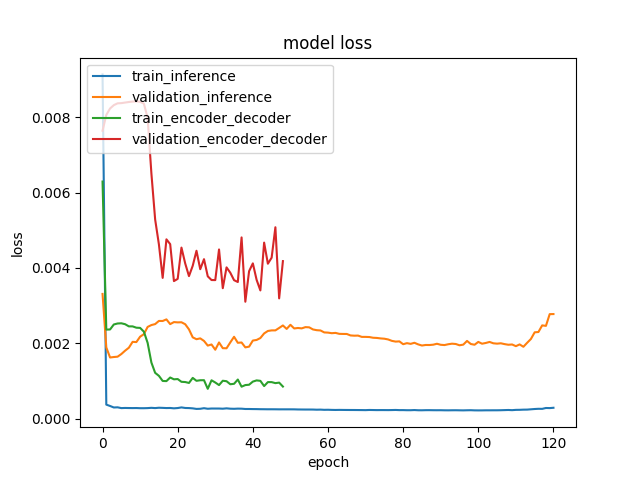 model loss
train_inference
validation_inference
train_encoder_decoder
validation_encoder_decoder
0.008
0.006
0.004
0.002
0.000
loss
0 20 40 60 80 100 120
epoch